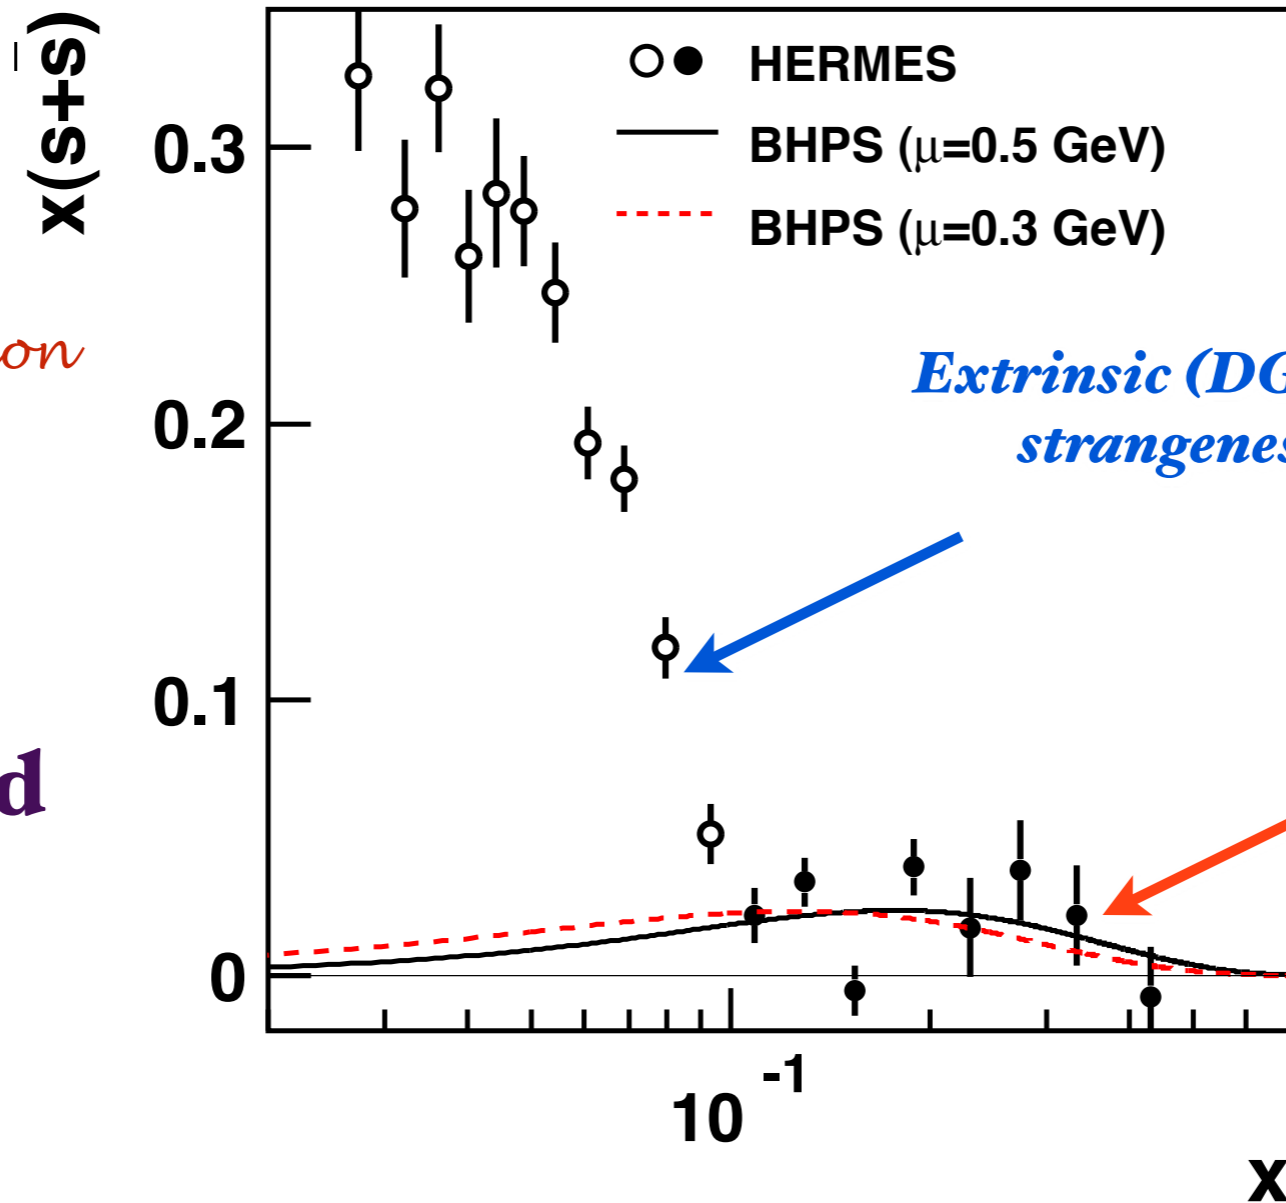 x(s+s̄)
HERMES
0.3
BHPS (μ=0.5 GeV)
BHPS (μ=0.3 GeV)
on
Extrinsic (DG
0.2
strangenes
0.1
d
0
10⁻¹
x